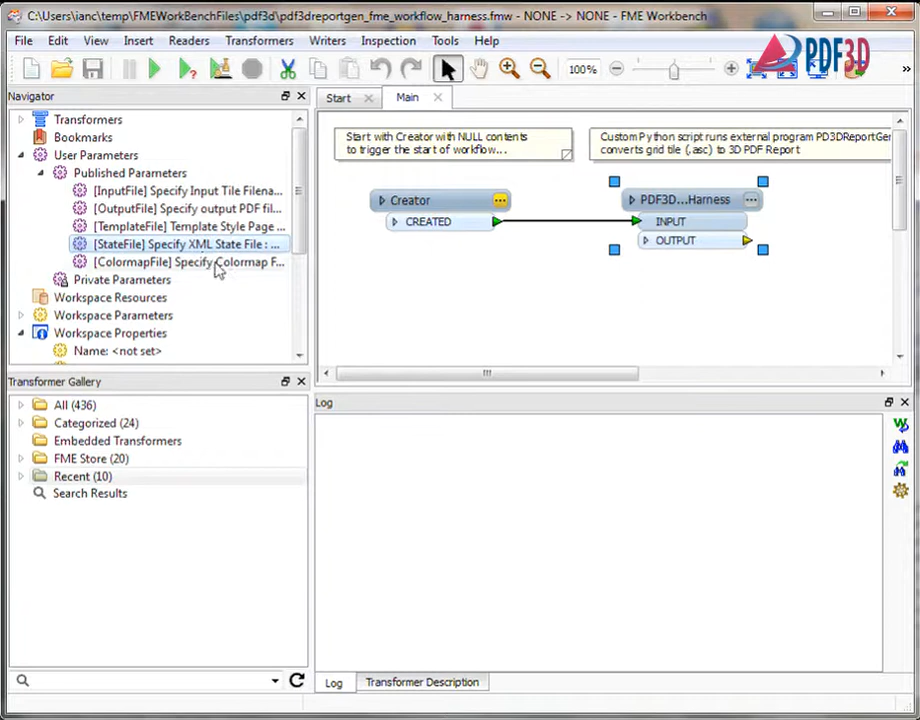 C:\Users\ianc\temp\FMEWorkBenchFiles\pdf3d\pdf3dreportgen_fme_workflow_harness.fmw - NONE -> NONE - FME Workbench
File Edit View Insert Readers Transformers Writers Inspection Tools Help
100%
PDF3D
»
Navigator
Transformers
Bookmarks
User Parameters
Published Parameters
[InputFile] Specify Input Tile Filena...
[OutputFile] Specify output PDF fil...
[TemplateFile] Template Style Page ...
[StateFile] Specify XML State File : ...
[ColormapFile] Specify Colormap F...
Private Parameters
Workspace Resources
Workspace Parameters
Workspace Properties
Name: <not set>
Transformer Gallery
All (436)
Categorized (24)
Embedded Transformers
FME Store (20)
Recent (10)
Search Results
Start
Main
Start with Creator with NULL contents
to trigger the start of workflow...
Custom Python script runs external program PD3DReportGer
converts grid tile (.asc) to 3D PDF Report
Creator
CREATED
PDF3D...Harness
INPUT
OUTPUT
Log
Log
Transformer Description